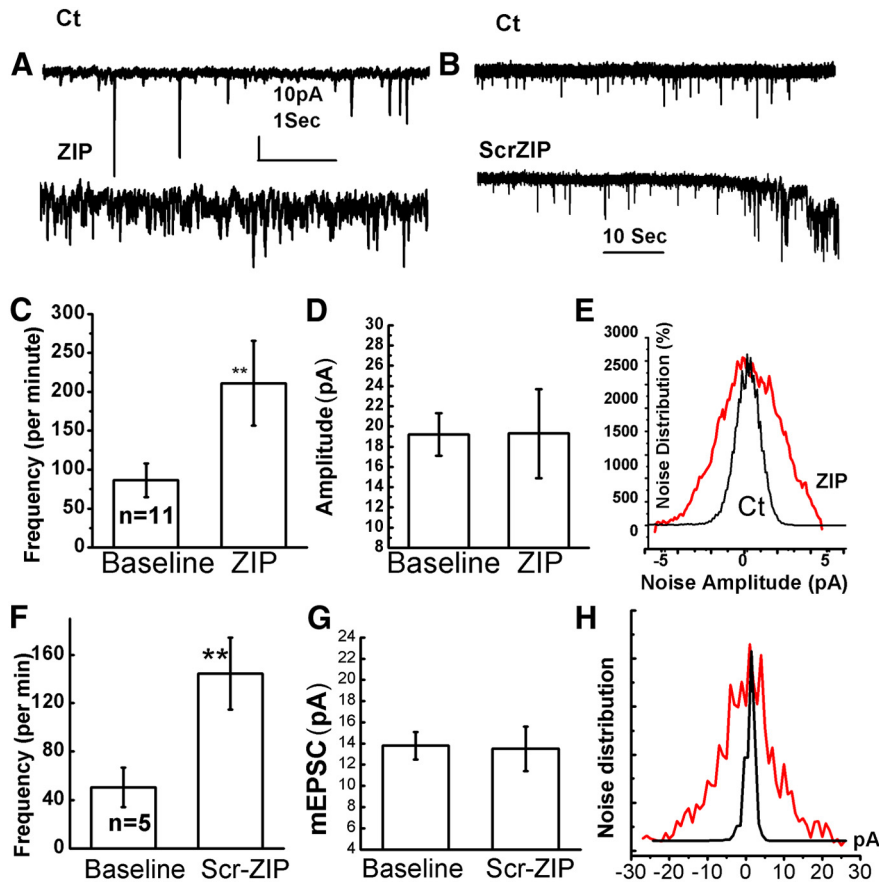 Ct
Ct
A
B
10pA
1Sec
ZIP
ScrZIP
10 Sec
C
Frequency (per minute)
300
250
200
150
100
50
0
**
n=11
Baseline
ZIP
D
Amplitude (pA)
30
28
26
24
22
20
18
16
14
12
10
8
Baseline
ZIP
E
Noise Distribution (%)
3000
2500
2000
1500
1000
500
0
ZIP
Ct
-5
0
5
Noise Amplitude (pA)
F
Frequency (per min)
160
120
80
40
0
**
n=5
Baseline
Scr-ZIP
G
mEPSC (pA)
24
22
20
18
16
14
12
10
8
6
4
Baseline
Scr-ZIP
H
Noise distribution
pA
-30
-20
-10
0
10
20
30